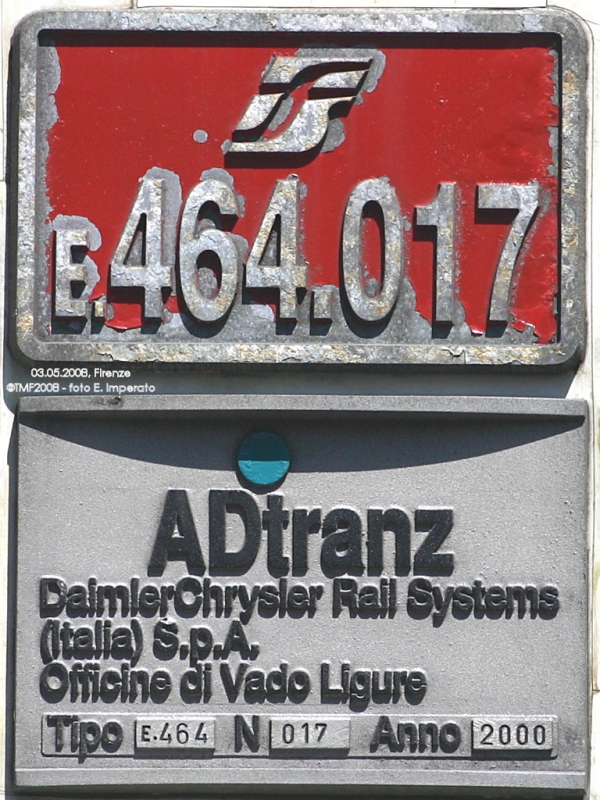 E.464.017
03.05.2008, Firenze
©TMP2008 - foto E. Imperato
ADtranz
DaimlerChrysler Rail Systems
(Italia) S.p.A.
Officine di Vado Ligure
Tipo E.464 N 017 Anno 2000